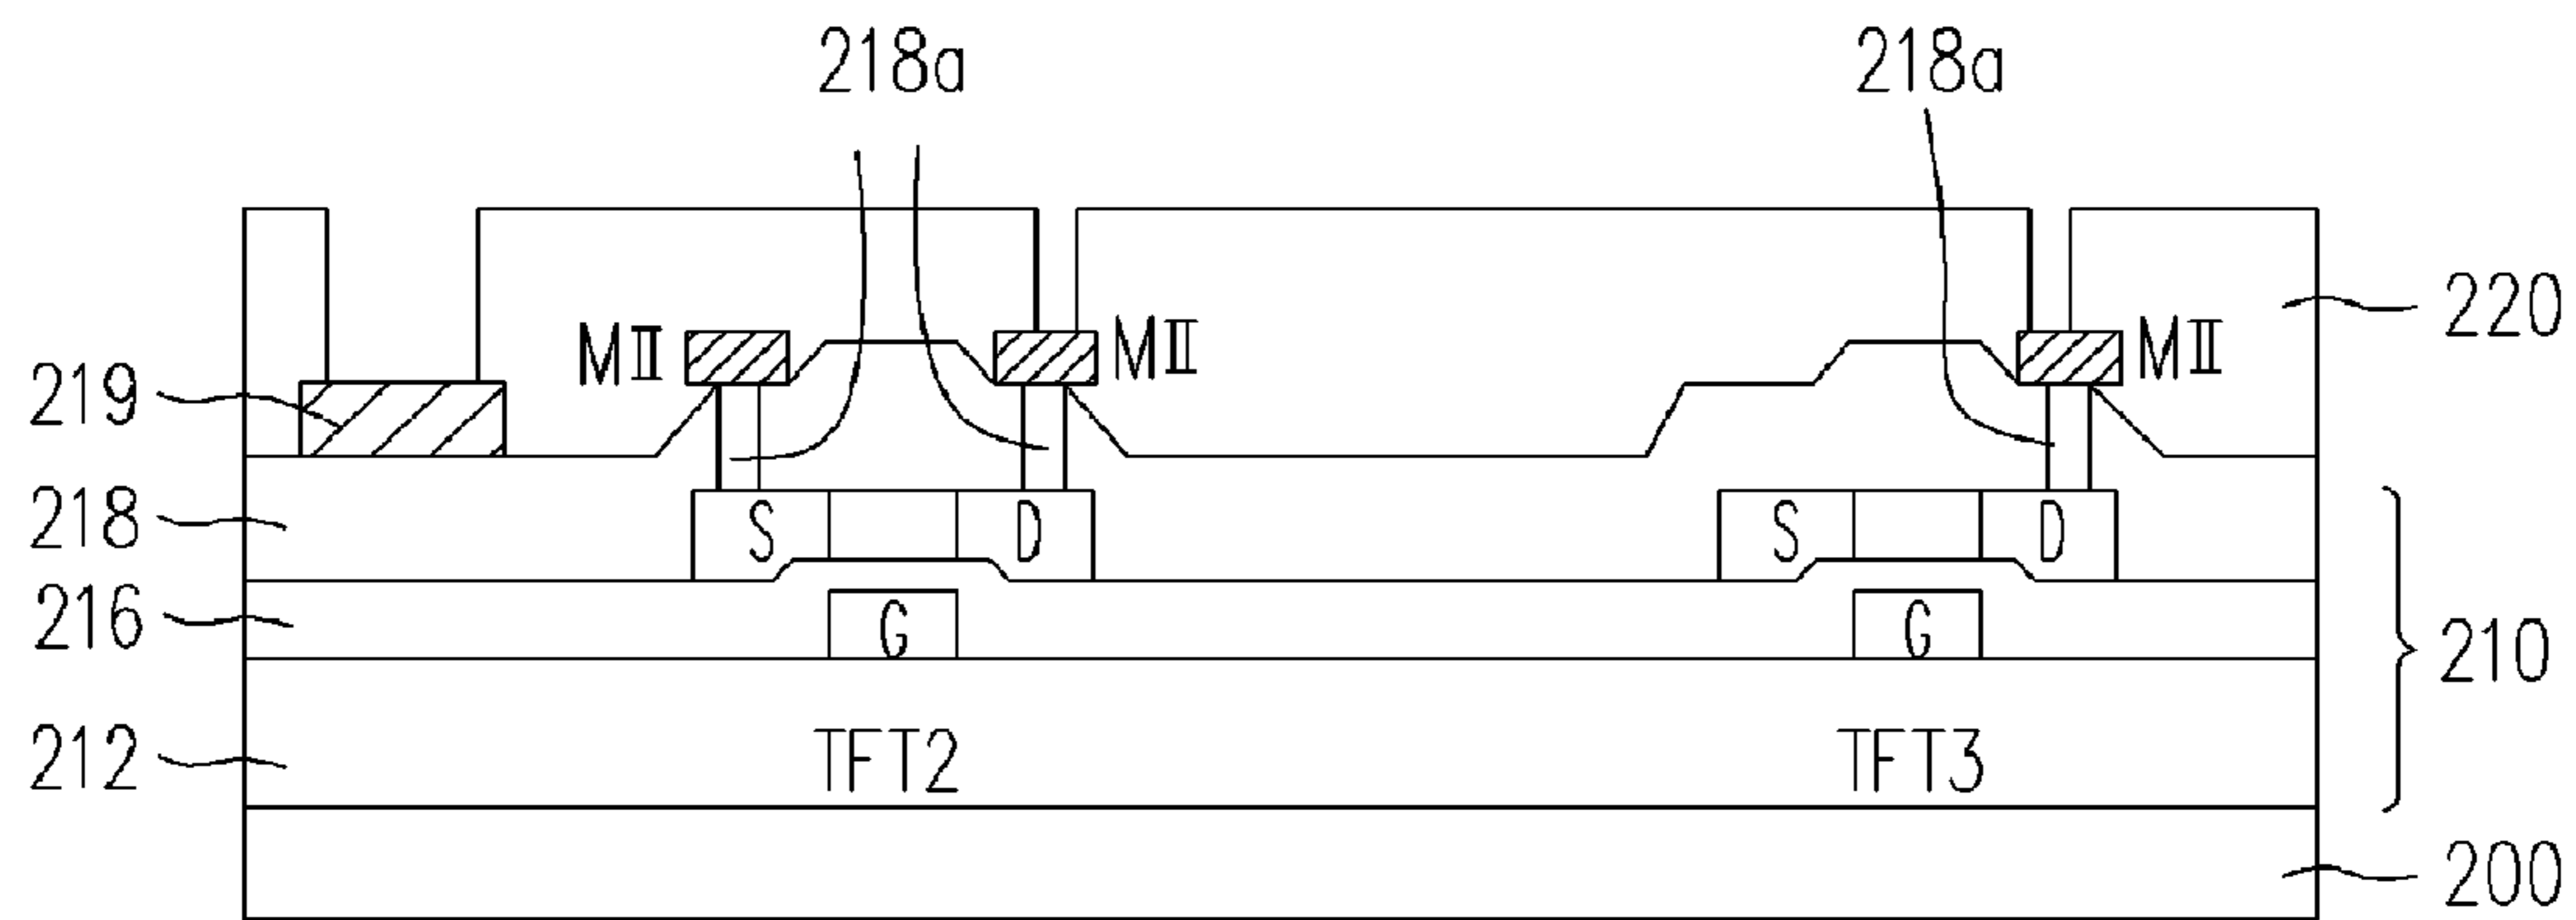 218a 218a
220
MII MII MII
219
218 S D S D
216 G G 210
212 TFT2 TFT3
200